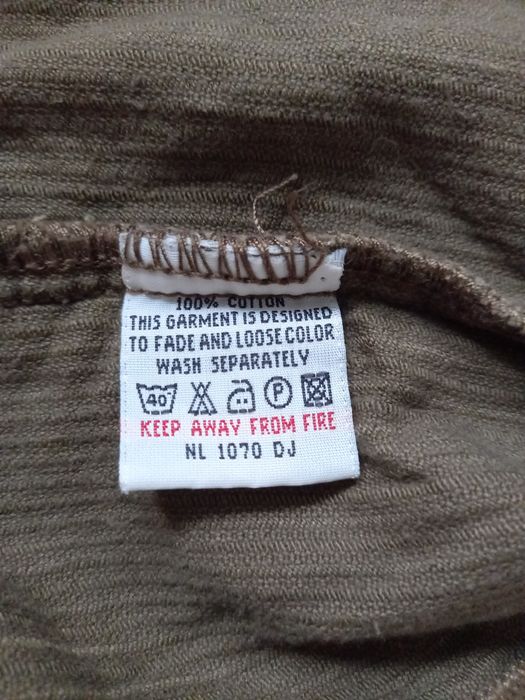 100% COTTON
THIS GARMENT IS DESIGNED
TO FADE AND LOOSE COLOR
WASH SEPARATELY
40 P
KEEP AWAY FROM FIRE
NL 1070 DJ